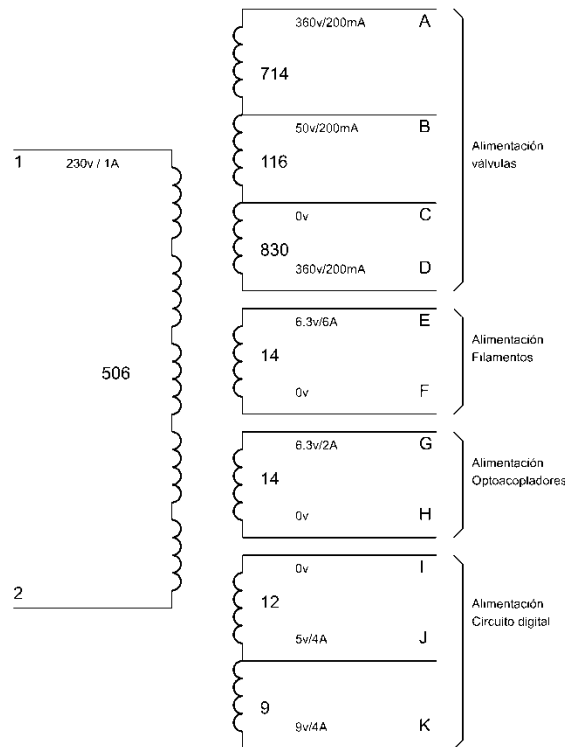 360v/200mA A
714
50v/200mA B
Alimentación
válvulas
116
1 230v / 1A
0v C
830
360v/200mA D
6.3v/6A E
Alimentación
Filamentos
14
506
0v F
6.3v/2A G
Alimentación
Optoacopladores
14
0v H
0v I
2
12
Alimentación
Circuito digital
5v/4A J
9
9v/4A K